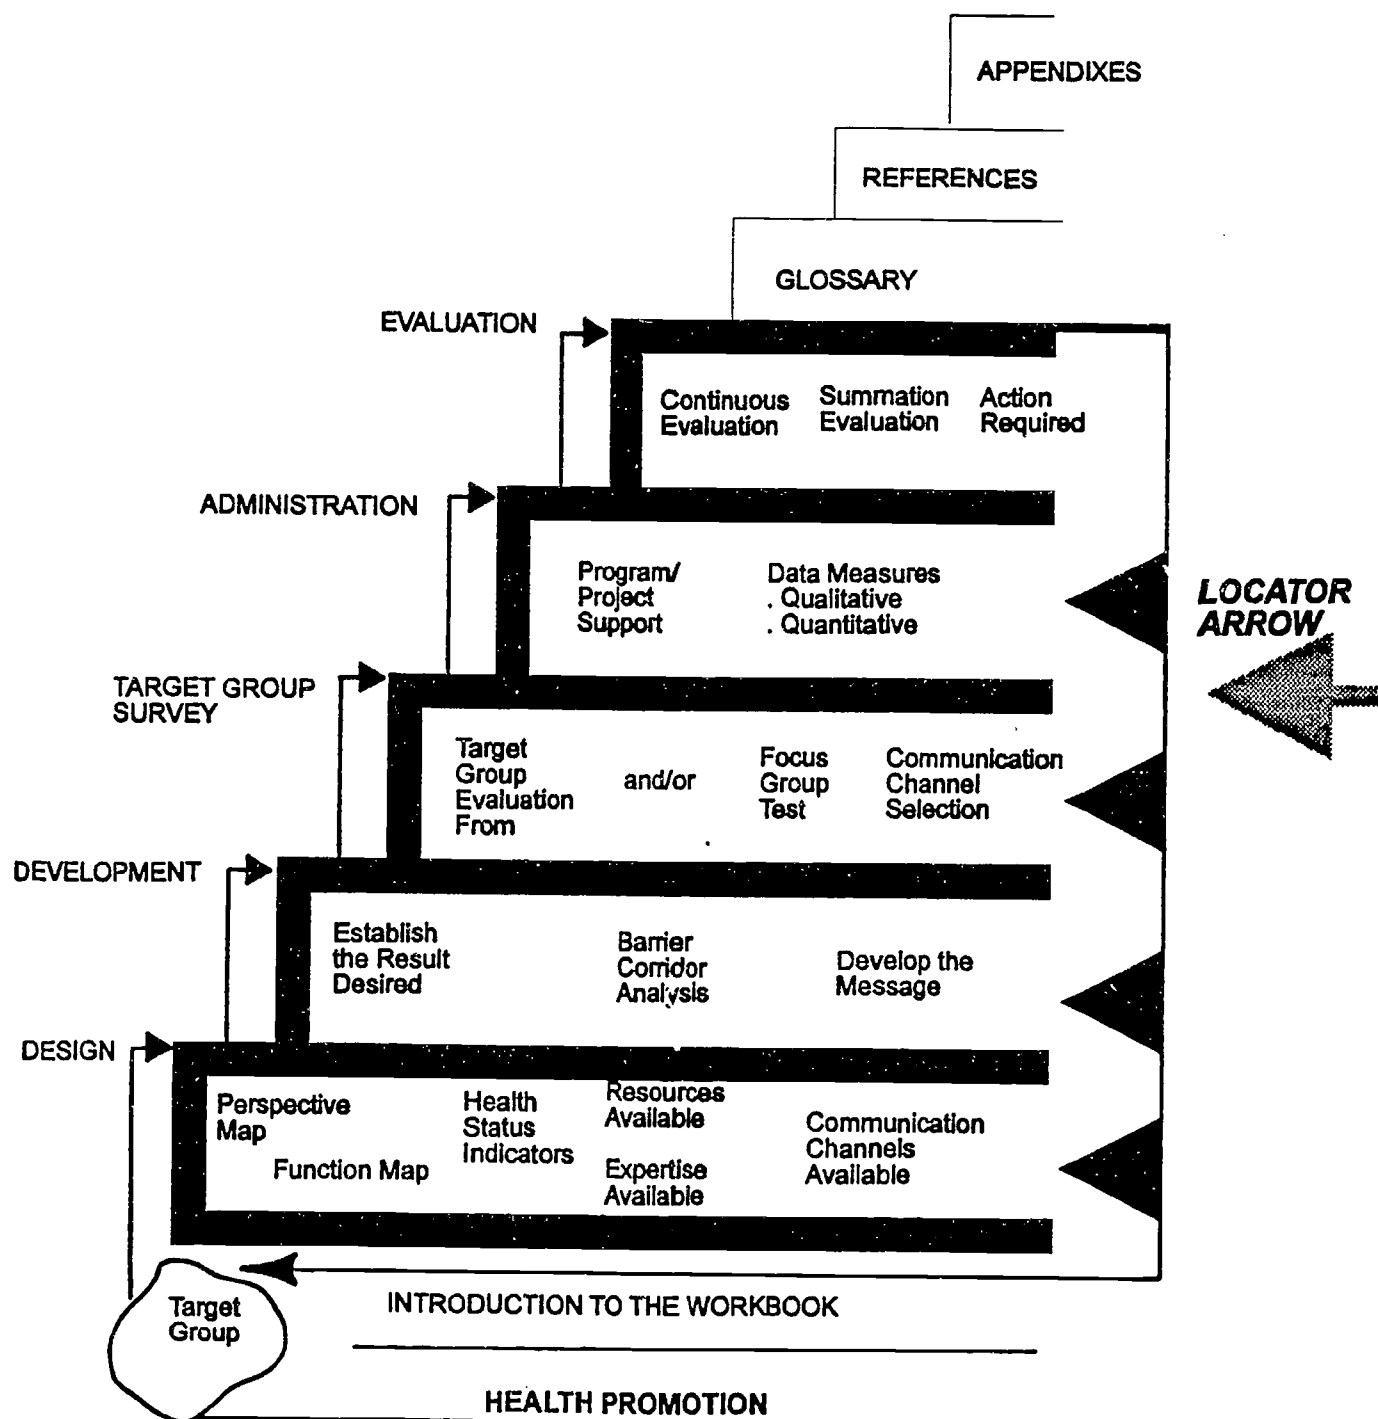 APPENDIXES
REFERENCES
GLOSSARY
EVALUATION
Continuous
Evaluation
Summation
Evaluation
Action
Required
ADMINISTRATION
Program/
Project
Support
Data Measures
. Qualitative
. Quantitative
LOCATOR
ARROW
TARGET GROUP
SURVEY
Target
Group
Evaluation
From
and/or
Focus
Group
Test
Communication
Channel
Selection
DEVELOPMENT
Establish
the Result
Desired
Barrier
Corridor
Analysis
Develop the
Message
DESIGN
Perspective
Map
Function Map
Health
Status
Indicators
Resources
Available
Expertise
Available
Communication
Channels
Available
Target
Group
INTRODUCTION TO THE WORKBOOK
HEALTH PROMOTION